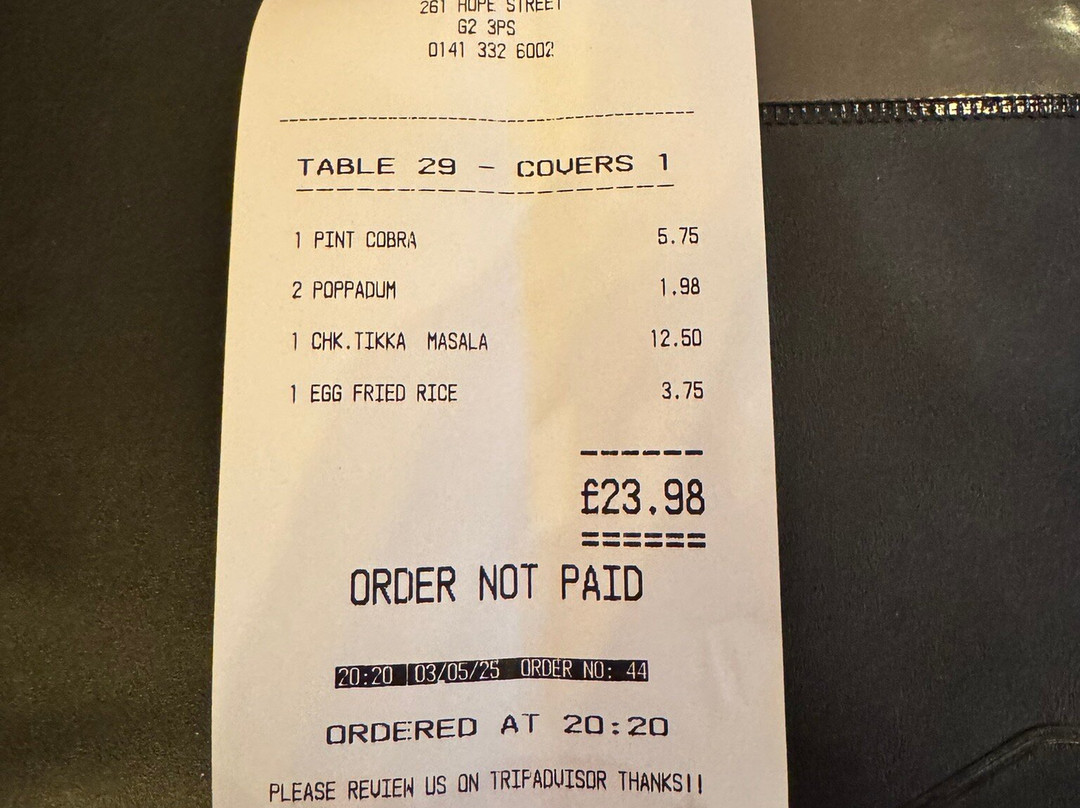 261 HOPE STREET
G2 3PS
0141 332 6002
TABLE 29 - COVERS 1
1 PINT COBRA 5.75
2 POPPADUM 1.98
1 CHK.TIKKA MASALA 12.50
1 EGG FRIED RICE 3.75
£23.98
ORDER NOT PAID
20:20 03/05/25 ORDER NO: 44
ORDERED AT 20:20
PLEASE REVIEW US ON TRIPADVISOR THANKS!!